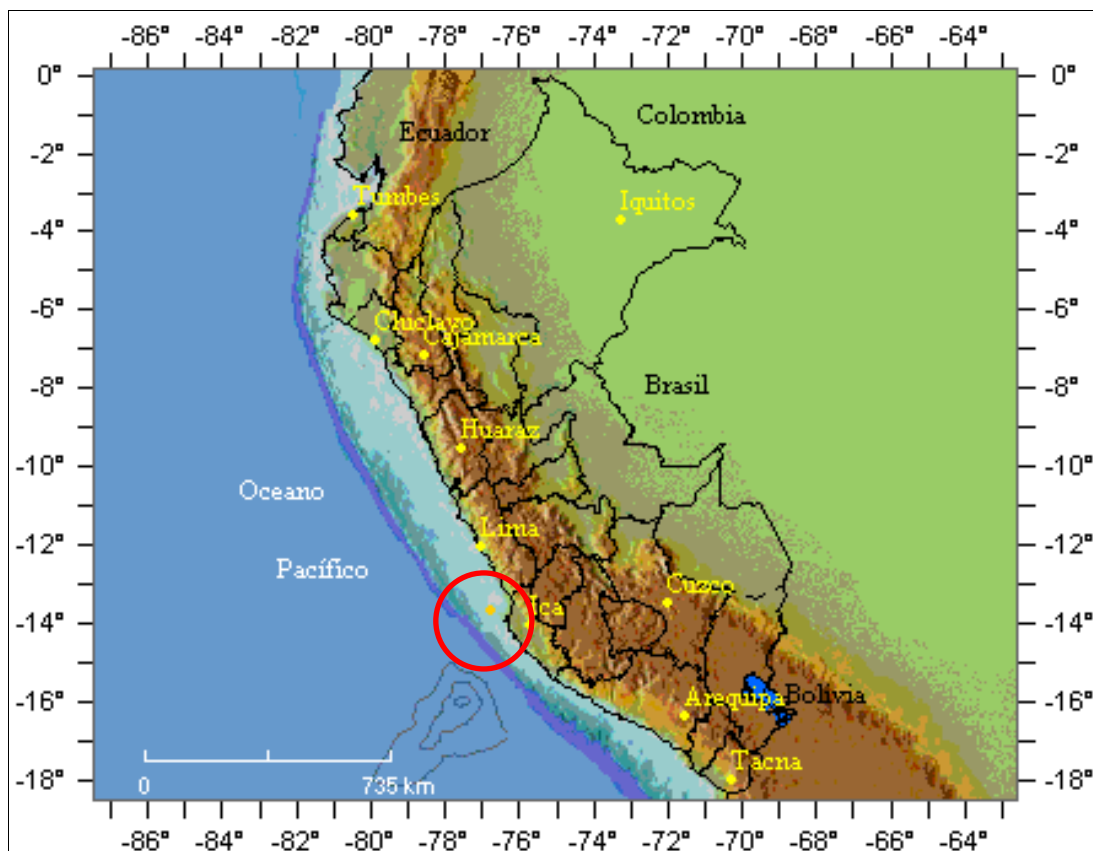 -86° -84° -82° -80° -78° -76° -74° -72° -70° -68° -66° -64°
0° 0°
Colombia
Ecuador
-2° -2°
Tumbes
Iquitos
-4° -4°
-6° -6°
Chiclayo
Cajamarca
-8° Brasil -8°
Huaraz
-10° -10°
Oceano
Lima
-12° -12°
Pacífico
Cuzco
Ica
-14° -14°
-16° Arequipa Bolivia -16°
Tacna
-18° 0 735 km -18°
-86° -84° -82° -80° -78° -76° -74° -72° -70° -68° -66° -64°